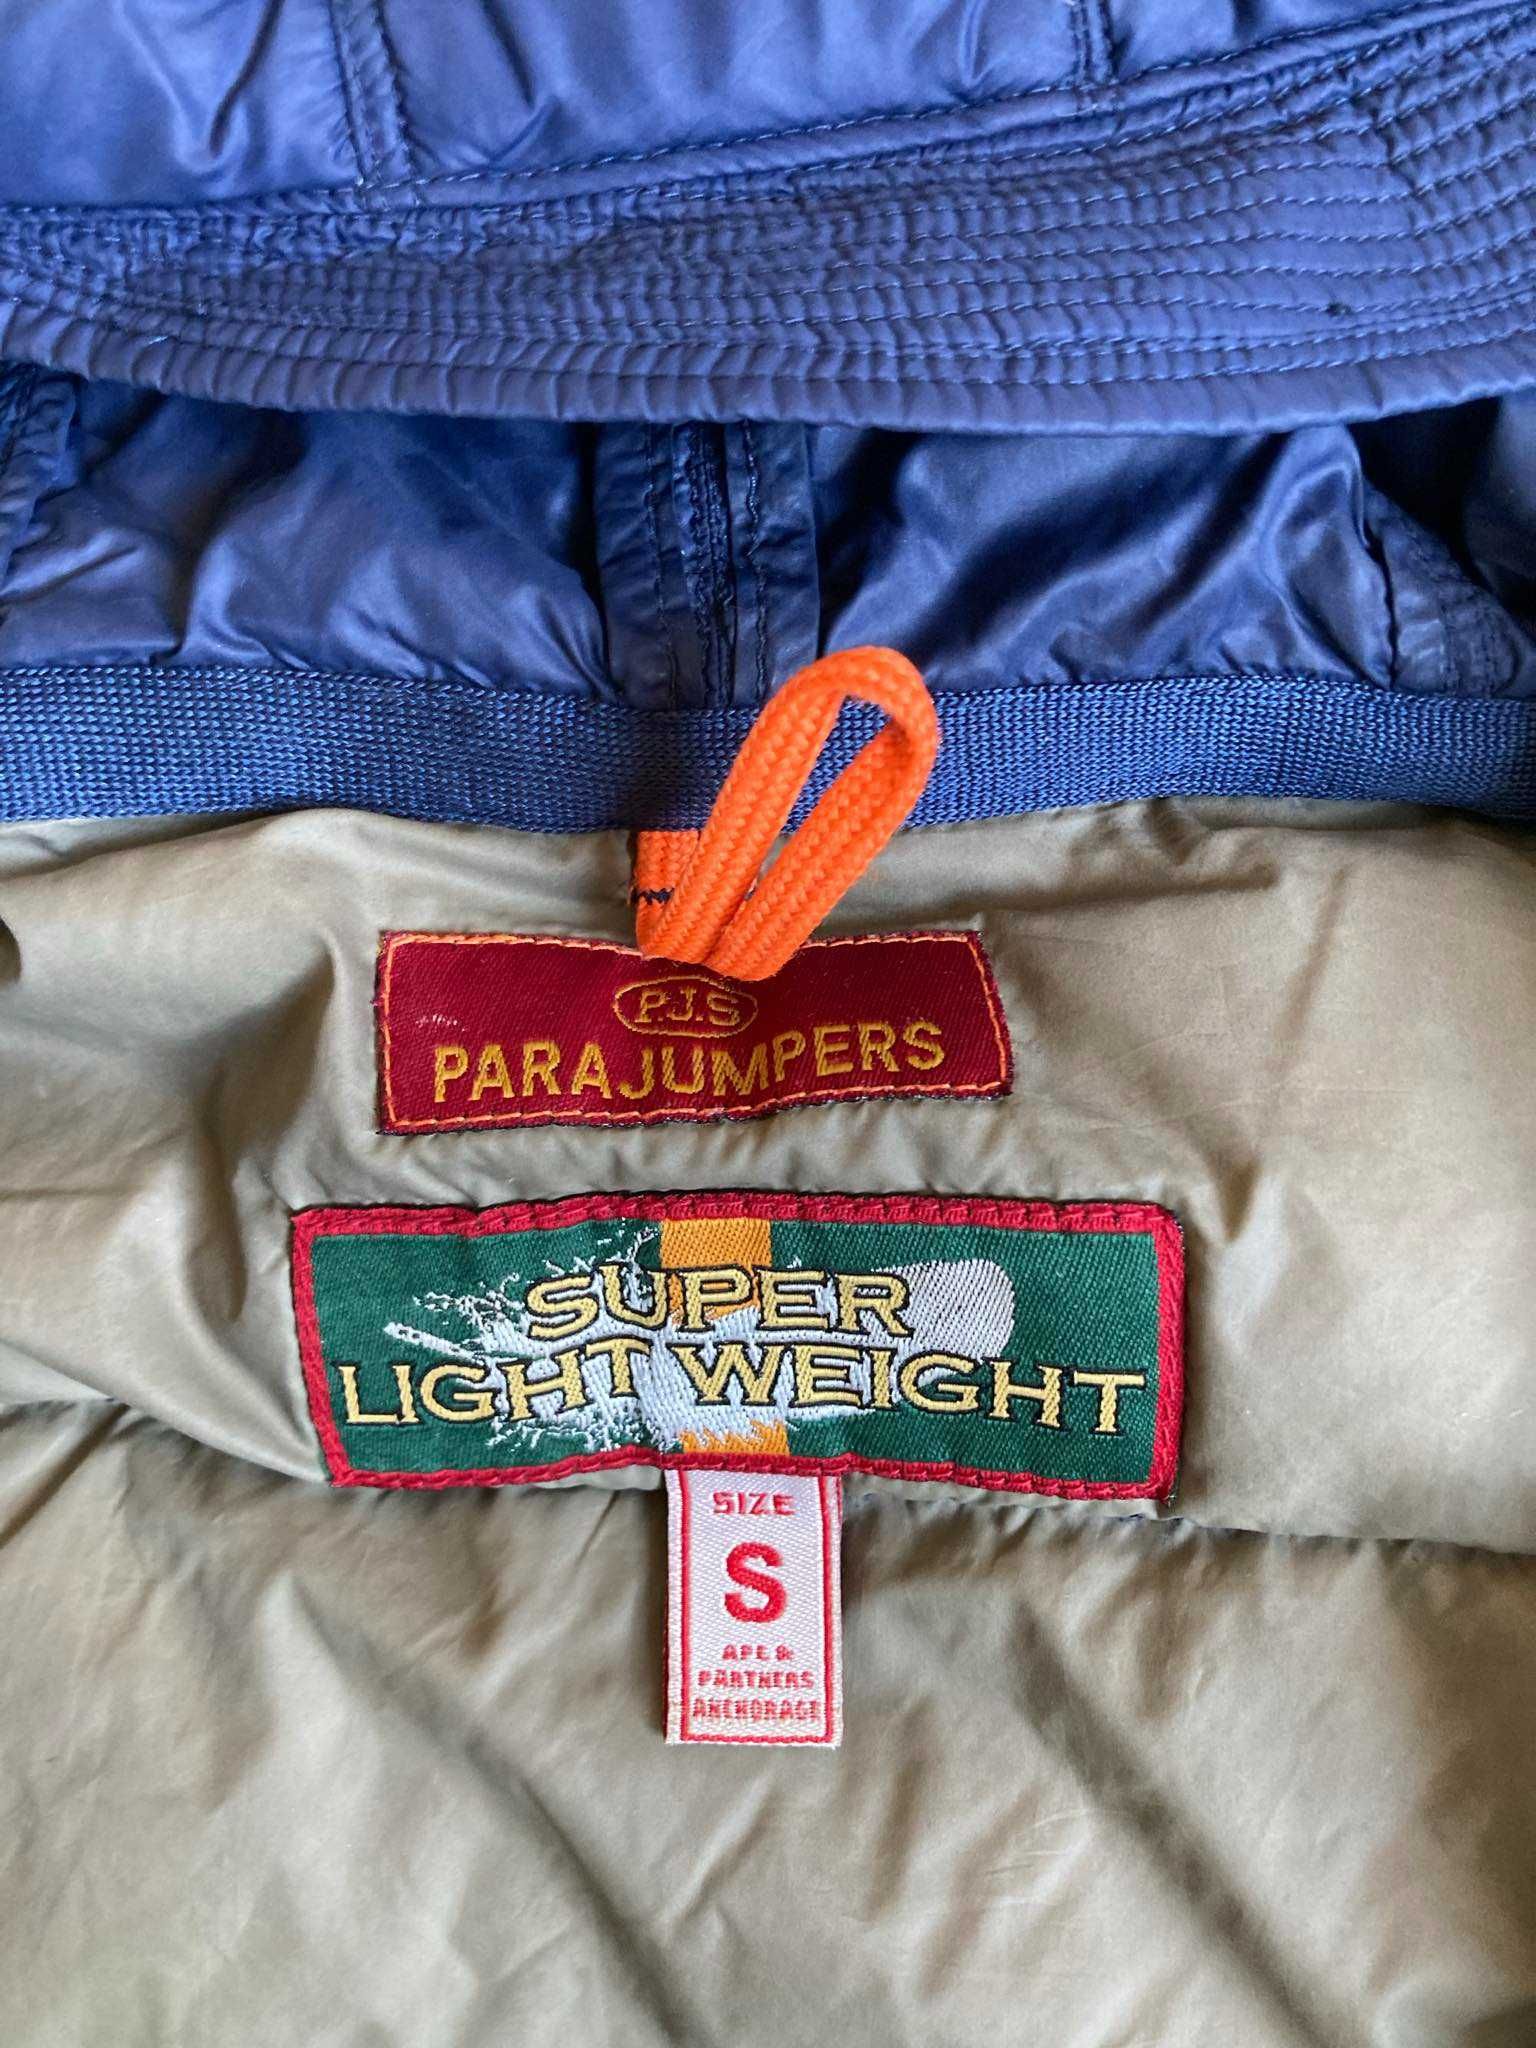 P.J.S
PARAJUMPERS
SUPER
LIGHT WEIGHT
SIZE
S
APE &
PARTNERS
ANCHORAGE